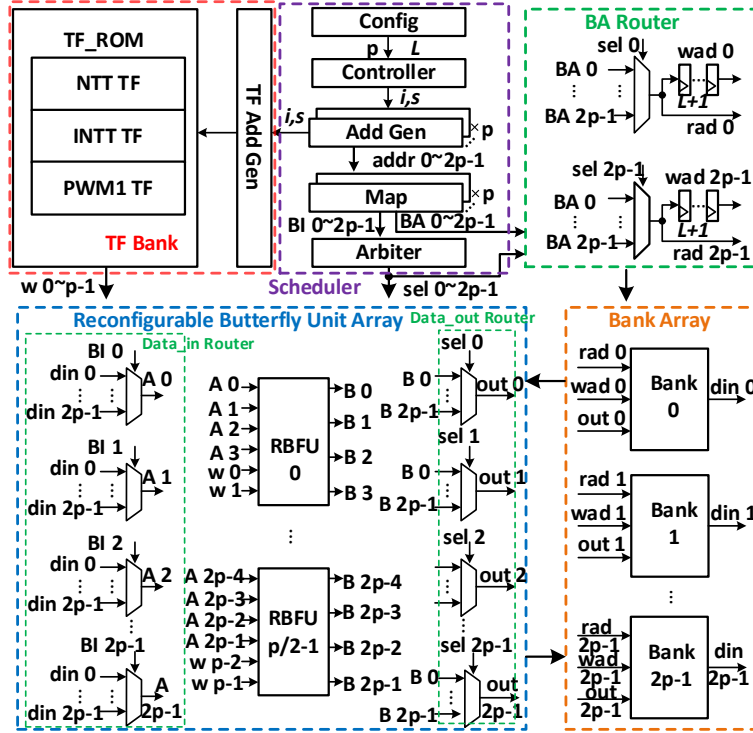 TF_ROM
NTT TF
INTT TF
PWM1 TF
TF Bank
TF Add Gen
w 0~p-1
Config
p L
Controller
i,s
i,s
Add Gen
× p
addr 0~2p-1
Map
× p
BI 0~2p-1
BA 0~2p-1
Arbiter
Scheduler
sel 0~2p-1
BA Router
sel 0
BA 0
BA 2p-1
wad 0
L+1
rad 0
sel 2p-1
BA 0
BA 2p-1
wad 2p-1
L+1
rad 2p-1
Reconfigurable Butterfly Unit Array
Data_in Router
BI 0
din 0
din 2p-1
A 0
BI 1
din 0
din 2p-1
A 1
BI 2
din 0
din 2p-1
A 2
BI 2p-1
din 0
din 2p-1
A
2p-1
A 0
A 1
A 2
A 3
w 0
w 1
RBFU
0
B 0
B 1
B 2
B 3
...
A 2p-4
A 2p-3
A 2p-2
A 2p-1
w p-2
w p-1
RBFU
p/2-1
B 2p-4
B 2p-3
B 2p-2
B 2p-1
Data_out Router
sel 0
B 0
B 2p-1
out 0
sel 1
B 0
B 2p-1
out 1
sel 2
out 2
sel 2p-1
B 0
B 2p-1
out
2p-1
Bank Array
rad 0
wad 0
out 0
Bank
0
din 0
rad 1
wad 1
out 1
Bank
1
din 1
...
rad
2p-1
wad
2p-1
out
2p-1
Bank
2p-1
din
2p-1